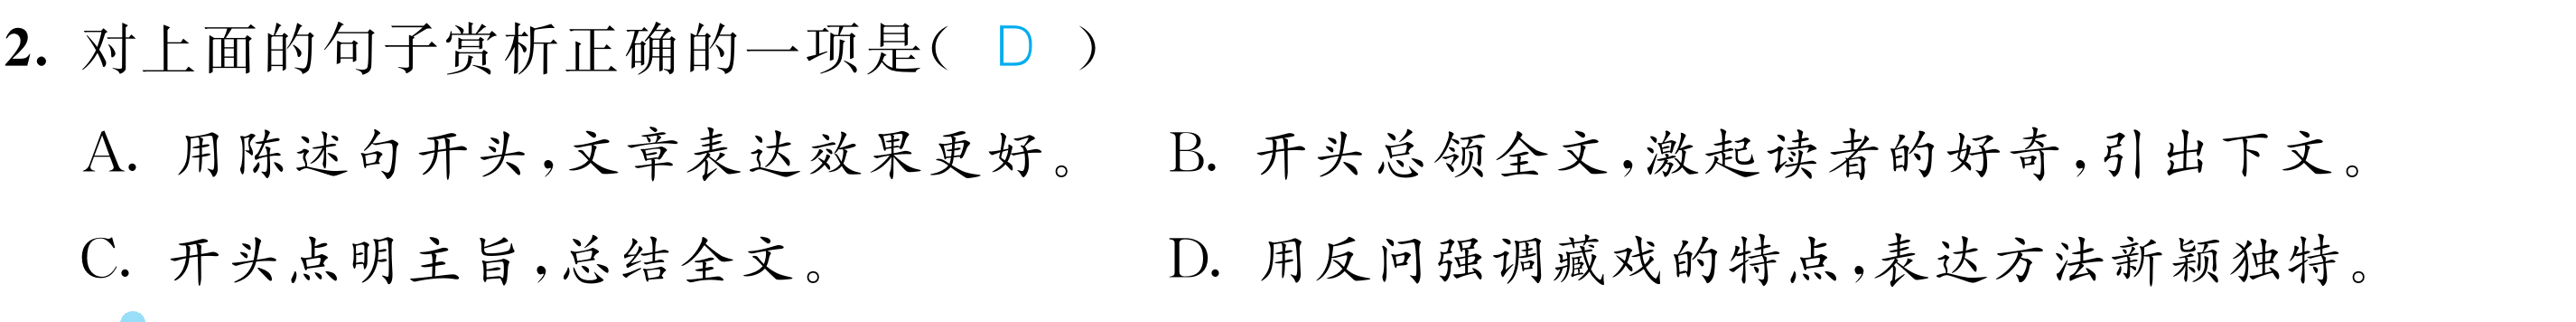 2. 对上面的句子赏析正确的一项是( D )
A. 用陈述句开头,文章表达效果更好。 B. 开头总领全文,激起读者的好奇,引出下文。
C. 开头点明主旨,总结全文。 D. 用反问强调藏戏的特点,表达方法新颖独特。